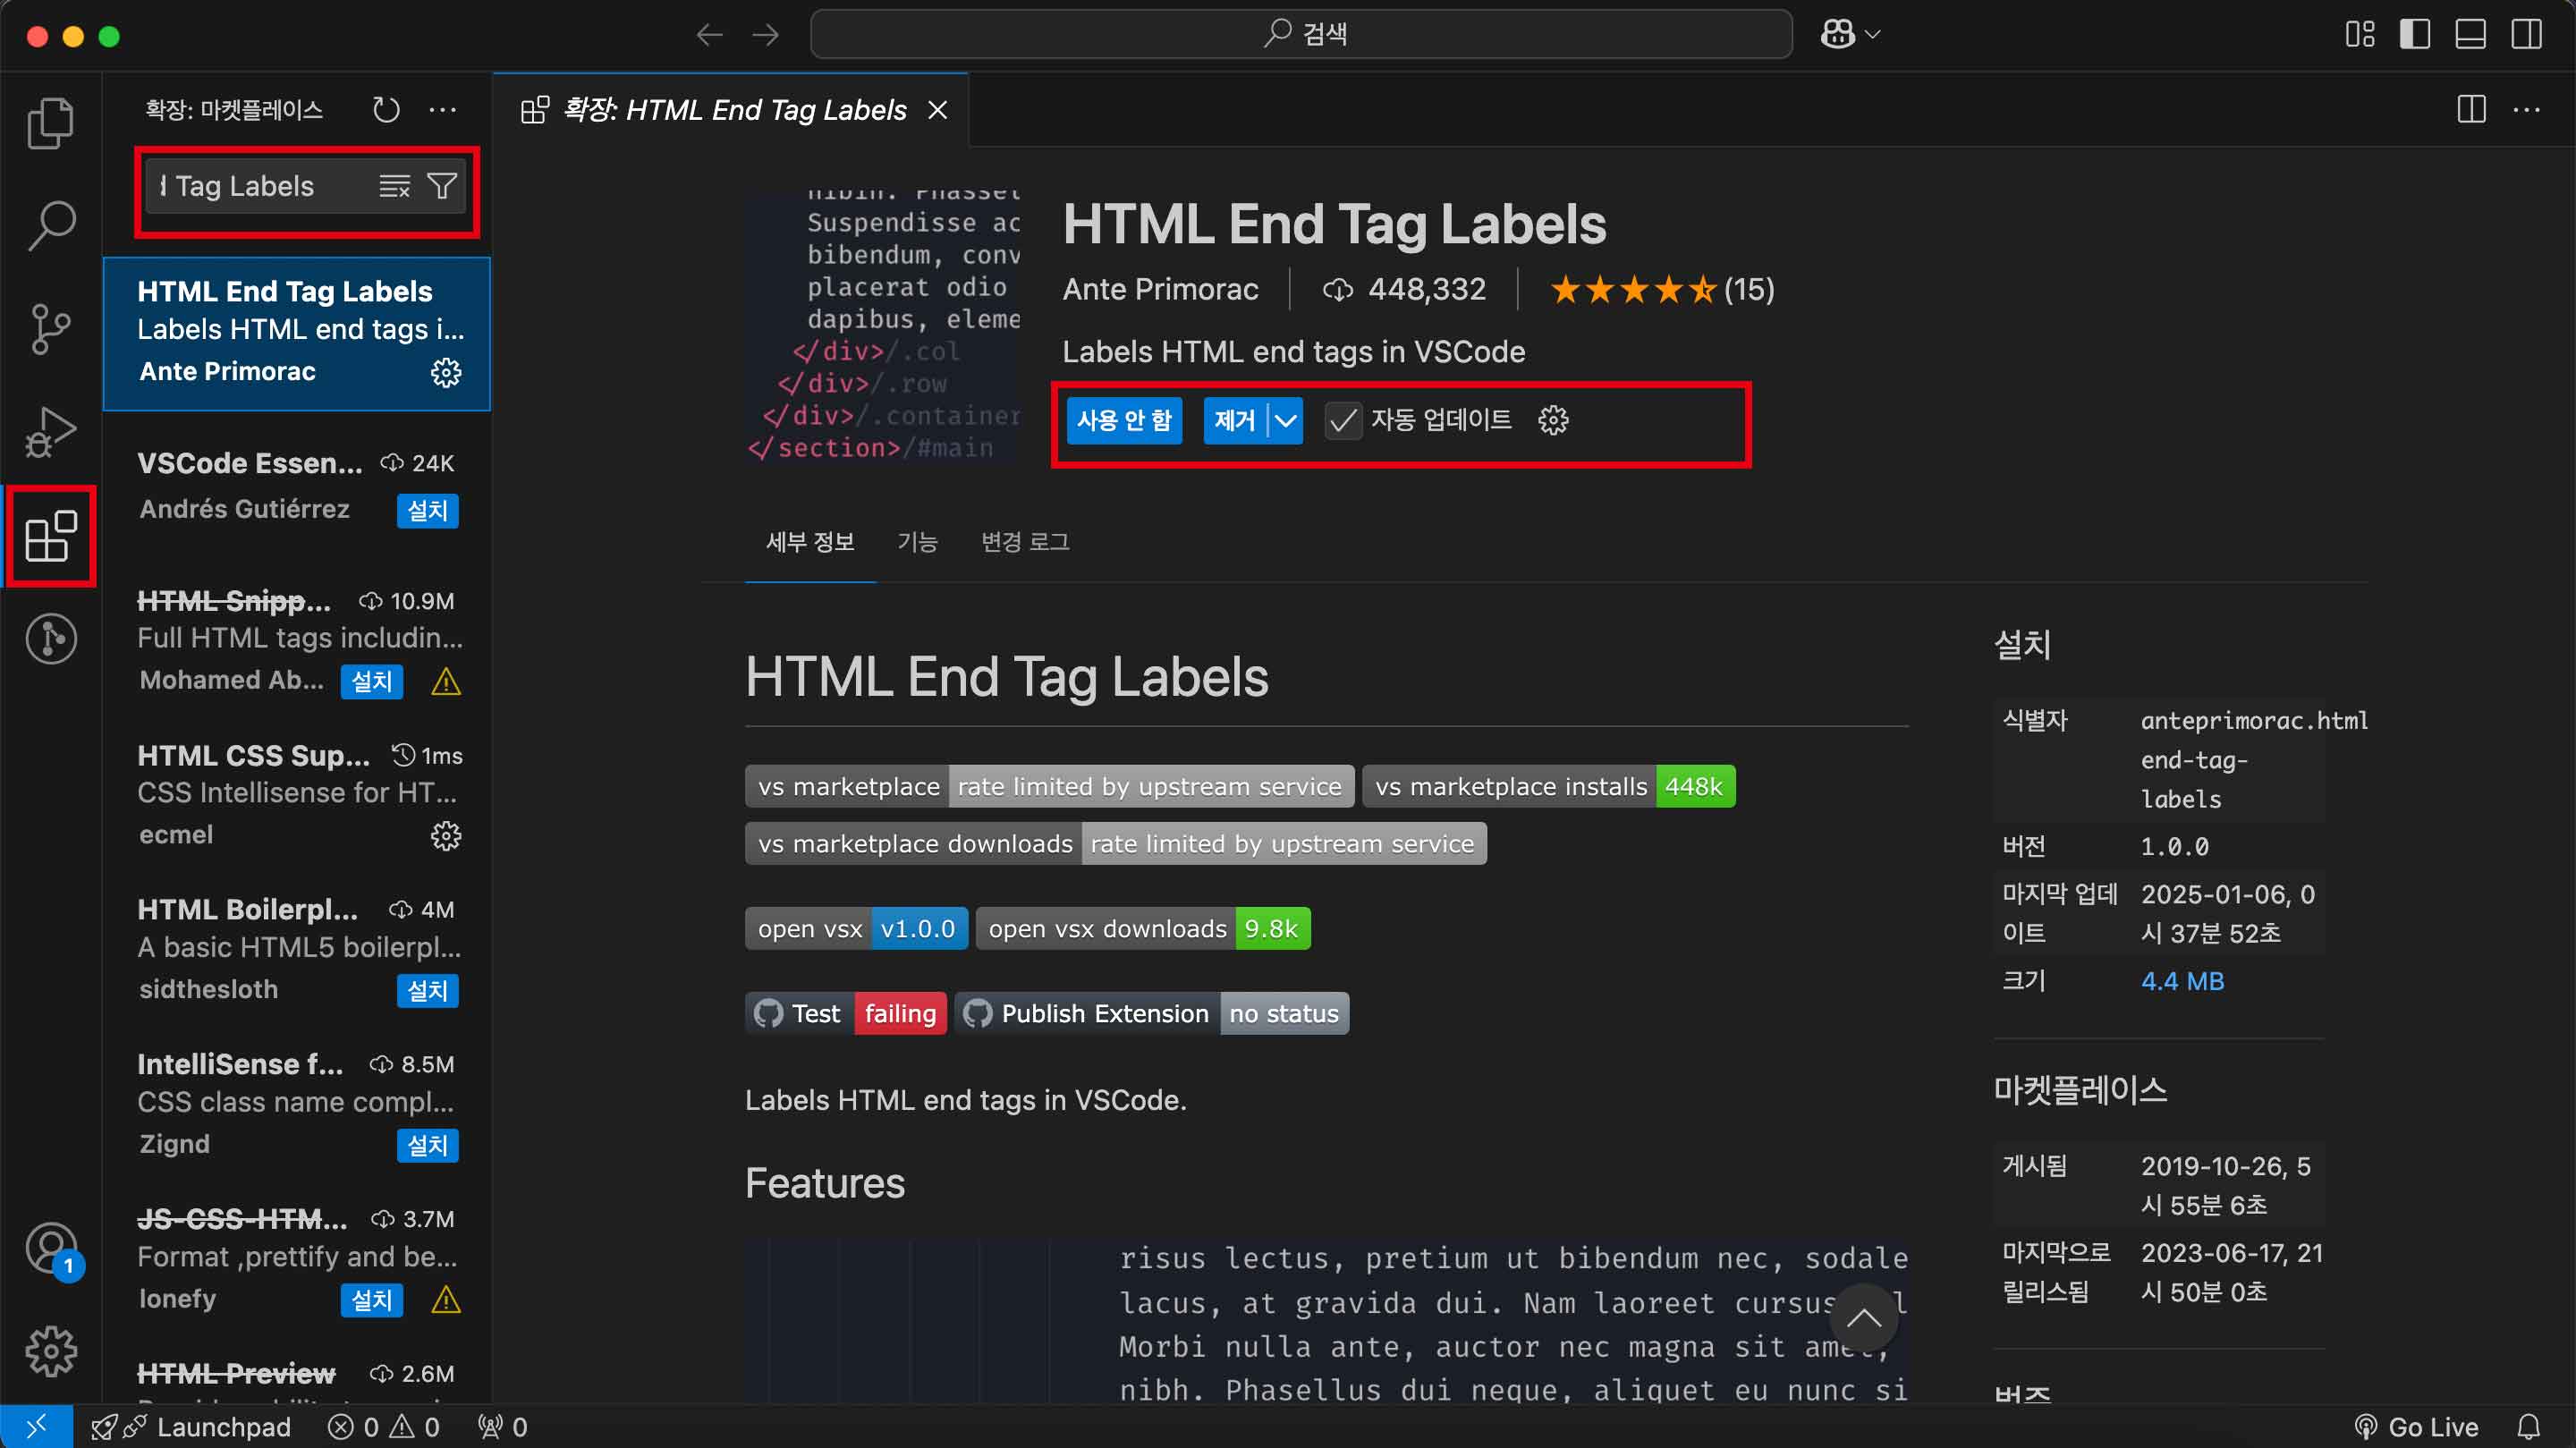 검색
확장: 마켓플레이스
Tag Labels
HTML End Tag Labels
Labels HTML end tags i...
Ante Primorac
VSCode Essen... 24K
Andrés Gutiérrez 설치
HTML Snipp... 10.9M
Full HTML tags includin...
Mohamed Ab... 설치
HTML CSS Sup... 1ms
CSS Intellisense for HT...
ecmel
HTML Boilerpl... 4M
A basic HTML5 boilerpl...
sidthesloth 설치
IntelliSense f... 8.5M
CSS class name compl...
Zignd 설치
JS-CSS-HTM... 3.7M
Format ,prettify and be...
lonefy 설치
HTML Preview 2.6M
1
확장: HTML End Tag Labels
nibh. Phasel
Suspendisse ac
bibendum, conv
placerat odio
dapibus, eleme
</div>/.col
</div>/.row
</div>/.container
</section>/#main
HTML End Tag Labels
Ante Primorac 448,332 (15)
Labels HTML end tags in VSCode
사용 안 함 제거 자동 업데이트
세부 정보 기능 변경 로그
HTML End Tag Labels
vs marketplace rate limited by upstream service vs marketplace installs 448k
vs marketplace downloads rate limited by upstream service
open vsx v1.0.0 open vsx downloads 9.8k
Test failing Publish Extension no status
Labels HTML end tags in VSCode.
Features
risus lectus, pretium ut bibendum nec, sodale
lacus, at gravida dui. Nam laoreet cursus
Morbi nulla ante, auctor nec magna sit amet,
nibh. Phasellus dui neque, aliquet eu nunc si
설치
식별자 anteprimorac.html
end-tag-
labels
버전 1.0.0
마지막 업데 2025-01-06, 0
이트 시 37분 52초
크기 4.4 MB
마켓플레이스
게시됨 2019-10-26, 5
시 55분 6초
마지막으로 2023-06-17, 21
릴리스됨 시 50분 0초
Launchpad 0 0 0
Go Live